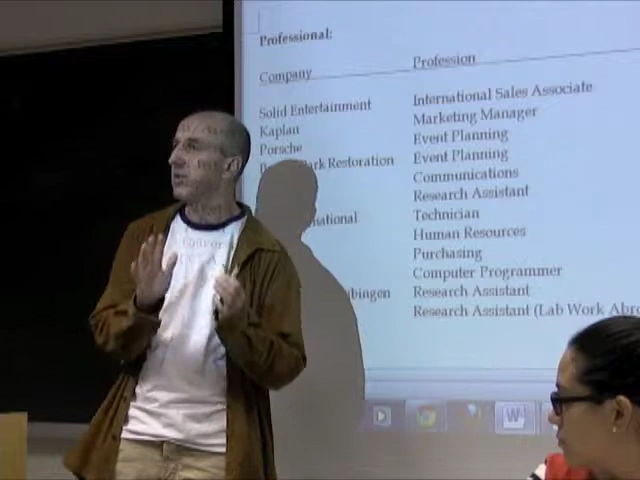 Professional:
Company Profession
Solid Entertainment International Sales Associate
Kaplan Marketing Manager
Porsche Event Planning
Restoration Event Planning
Communications
Research Assistant
Technician
Human Resources
Purchasing
Computer Programmer
Research Assistant
Research Assistant (Lab Work
W